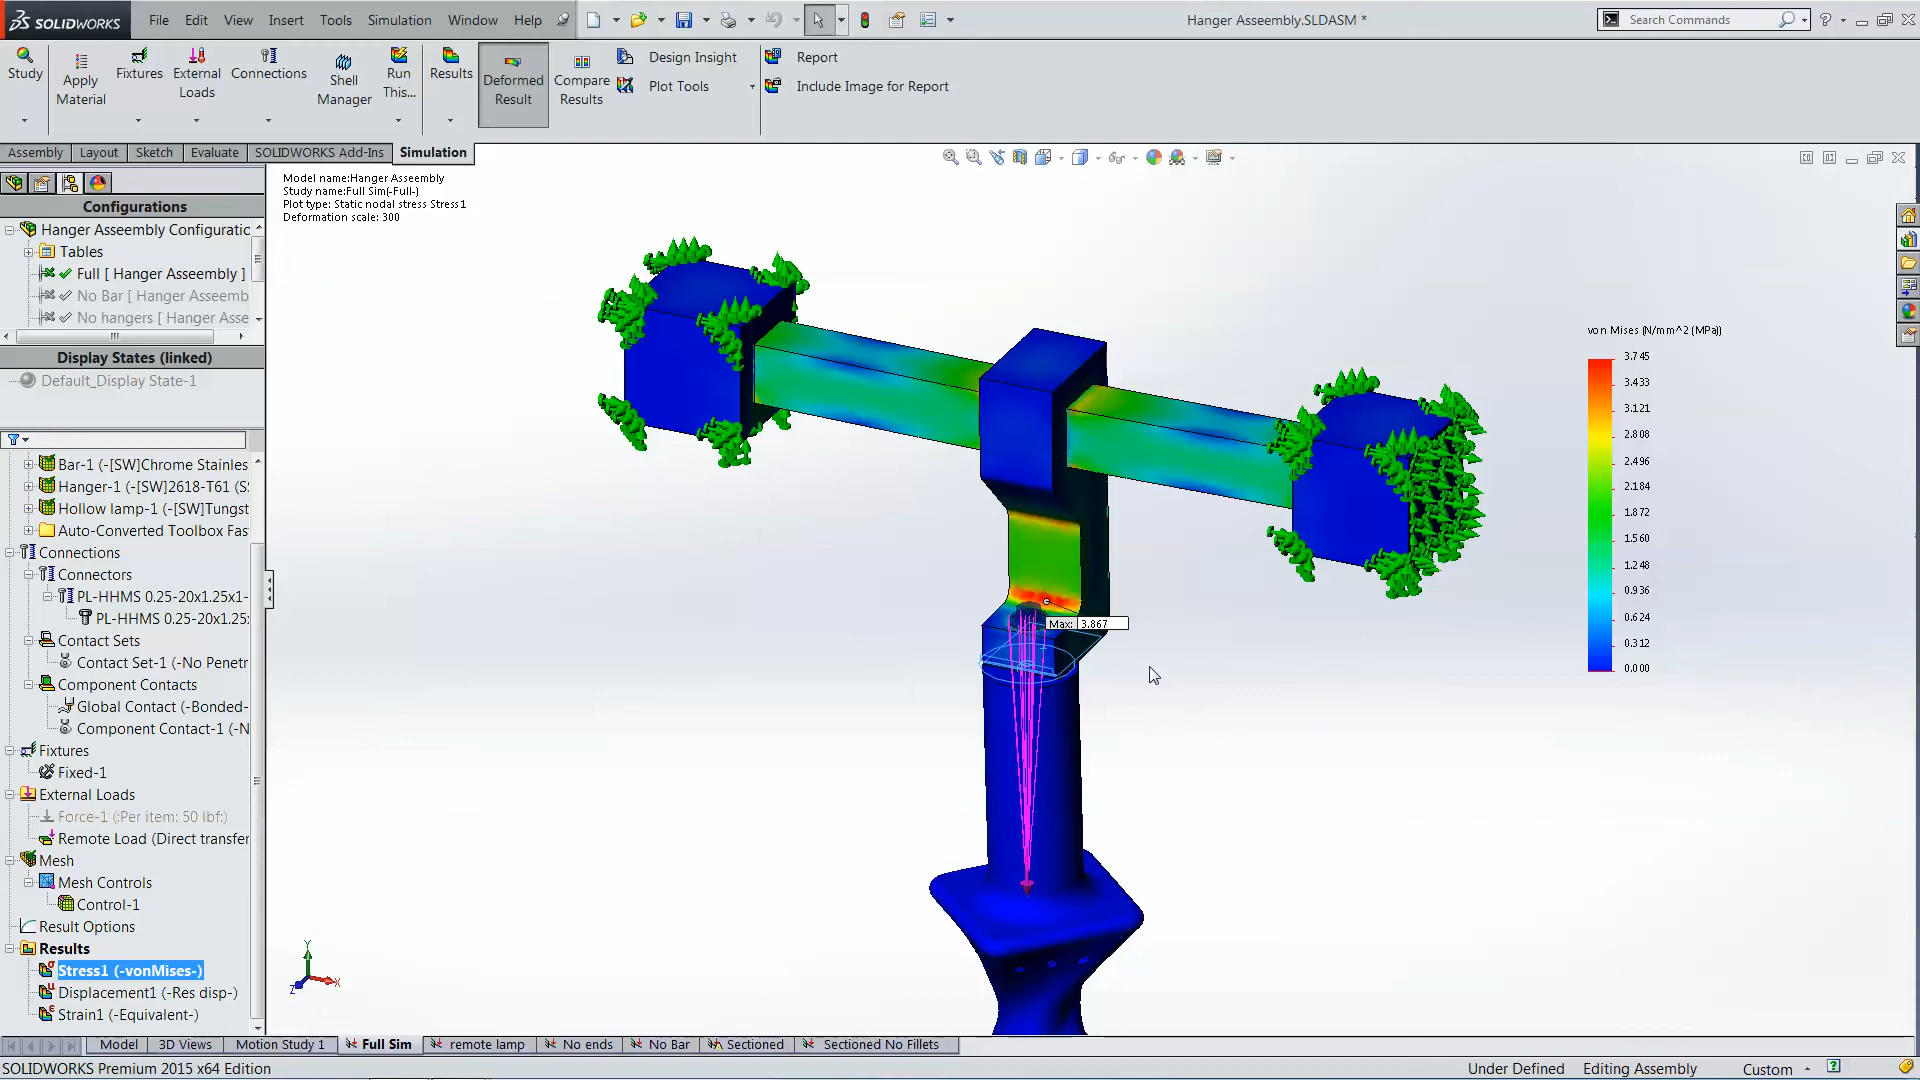 SOLIDWORKS
File Edit View Insert Tools Simulation Window Help
Hanger Asseembly.SLDASM *
Search Commands
Study
Apply Material
Fixtures
External Loads
Connections
Shell Manager
Run This...
Results
Deformed Result
Compare Results
Design Insight
Plot Tools
Report
Include Image for Report
Assembly Layout Sketch Evaluate SOLIDWORKS Add-Ins Simulation
Configurations
Hanger Asseembly Configuratic
Tables
Full [ Hanger Asseembly ]
No Bar [ Hanger Asseemb
No hangers [ Hanger Asse
Display States (linked)
Default_Display State-1
Bar-1 (-[SW]Chrome Stainles
Hanger-1 (-[SW]2618-T61 (S
Hollow lamp-1 (-[SW]Tungst
Auto-Converted Toolbox Fas
Connections
Connectors
PL-HHMS 0.25-20x1.25x1-
PL-HHMS 0.25-20x1.25:
Contact Sets
Contact Set-1 (-No Penetr
Component Contacts
Global Contact (-Bonded-
Component Contact-1 (-N
Fixtures
Fixed-1
External Loads
Force-1 (:Per item: 50 lbf:)
Remote Load (Direct transfer
Mesh
Mesh Controls
Control-1
Result Options
Results
Stress1 (-vonMises-)
Displacement1 (-Res disp-)
Strain1 (-Equivalent-)
Model name:Hanger Asseembly
Study name:Full Sim(-Full-)
Plot type: Static nodal stress Stress1
Deformation scale: 300
von Mises (N/mm^2 (MPa))
3.745
3.433
3.121
2.808
2.496
2.184
1.872
1.560
1.248
0.936
0.624
0.312
0.000
Max: 3.867
Y
X
Z
Model 3D Views Motion Study 1 Full Sim remote lamp No ends No Bar Sectioned Sectioned No Fillets
SOLIDWORKS Premium 2015 x64 Edition
Under Defined Editing Assembly Custom